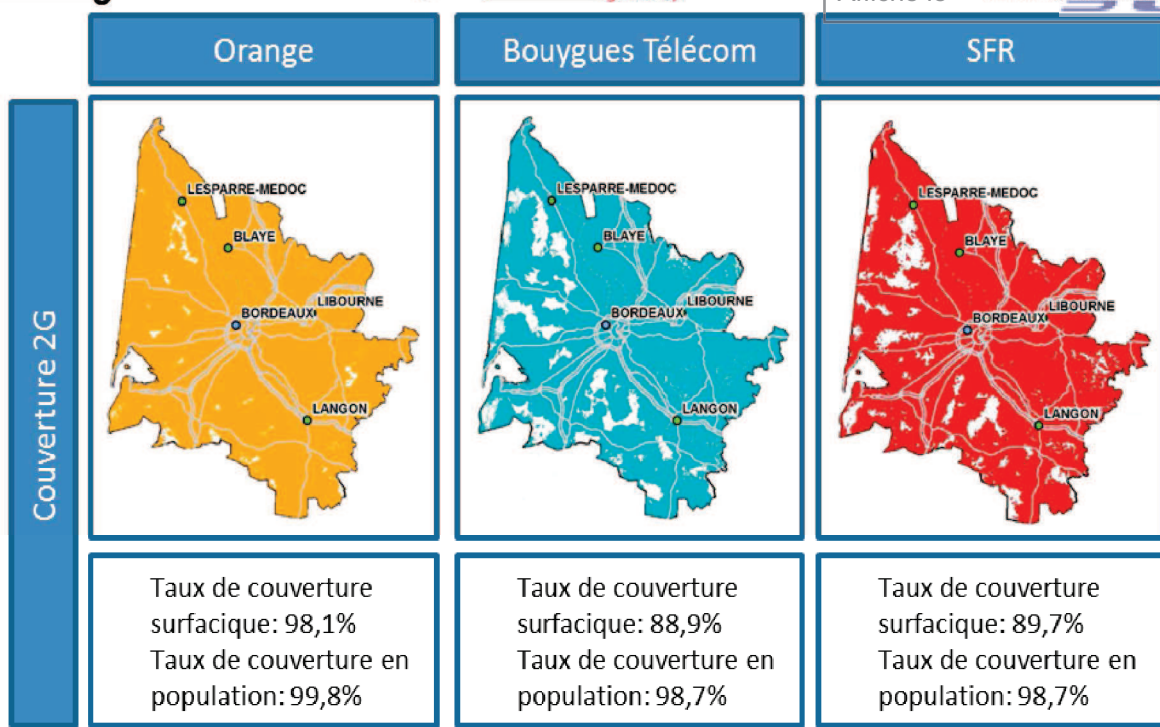 Orange
Bouygues Télécom
SFR
Couverture 2G
LESPARRE-MEDOC
BLAYE
LIBOURNE
BORDEAUX
LANGON
LESPARRE-MEDOC
BLAYE
LIBOURNE
BORDEAUX
LANGON
LESPARRE-MEDOC
BLAYE
LIBOURNE
BORDEAUX
LANGON
Taux de couverture
surfacique: 98,1%
Taux de couverture en
population: 99,8%
Taux de couverture
surfacique: 88,9%
Taux de couverture en
population: 98,7%
Taux de couverture
surfacique: 89,7%
Taux de couverture en
population: 98,7%